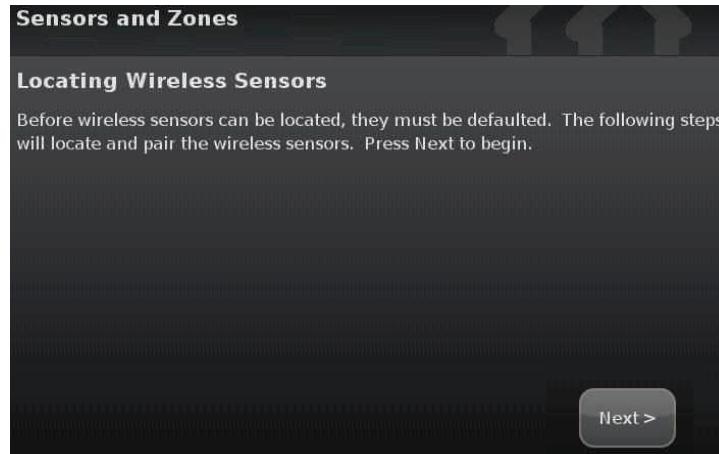 Sensors and Zones
Locating Wireless Sensors
Before wireless sensors can be located, they must be defaulted.  The following steps
will locate and pair the wireless sensors.  Press Next to begin.
Next >